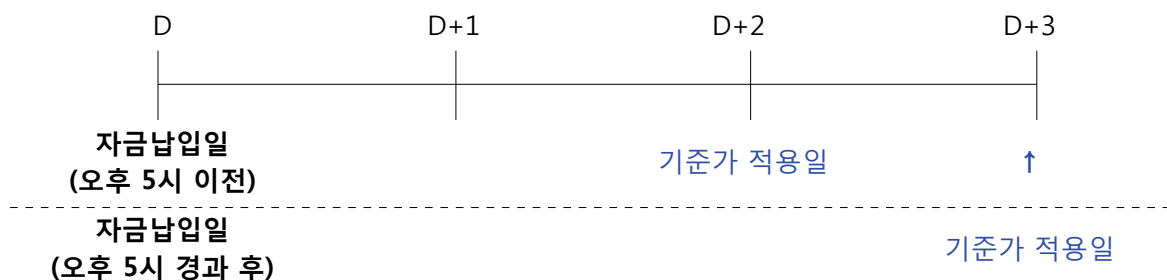 D D+1 D+2 D+3
자금납입일
(오후 5시 이전)
기준가 적용일 ↑
자금납입일
(오후 5시 경과 후)
기준가 적용일